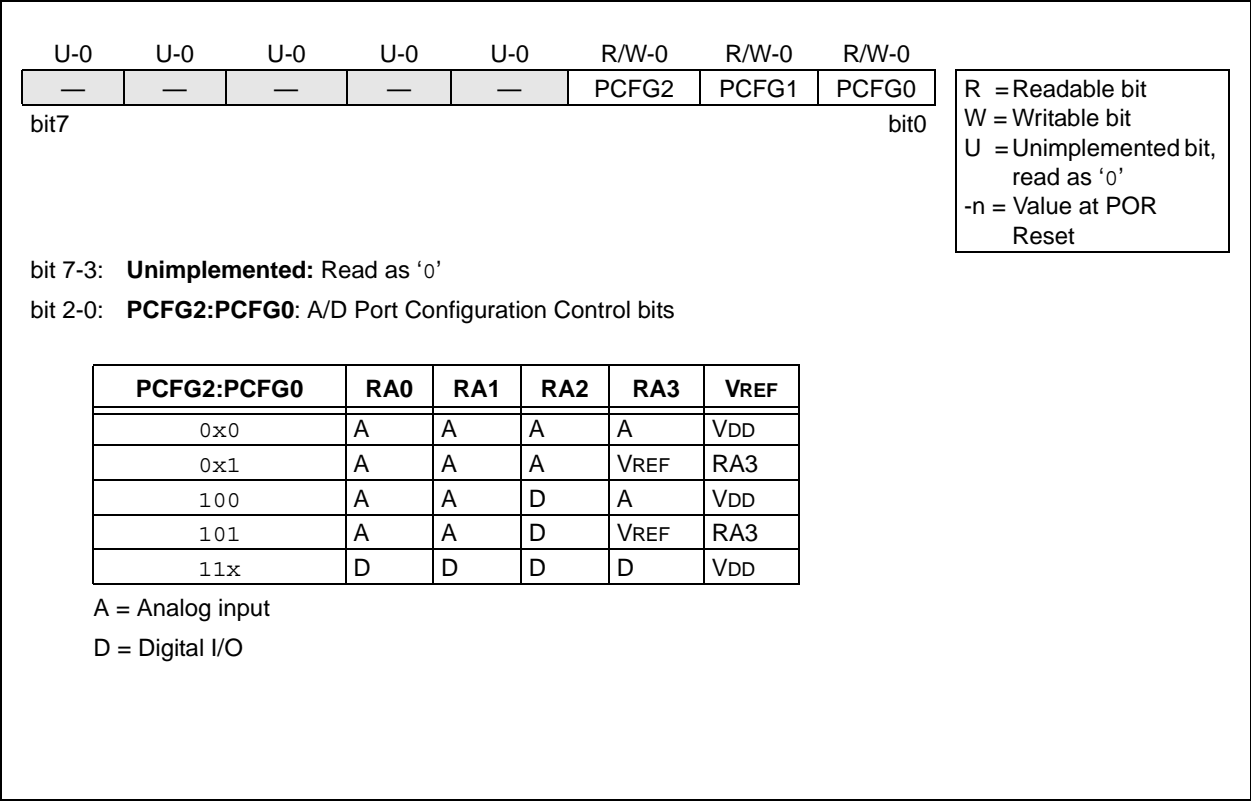 U-0 U-0 U-0 U-0 U-0 R/W-0 R/W-0 R/W-0
— — — — — PCFG2 PCFG1 PCFG0
bit7 bit0
R = Readable bit
W = Writable bit
U = Unimplemented bit,
read as ‘0’
-n = Value at POR
Reset
bit 7-3: Unimplemented: Read as ‘0’
bit 2-0: PCFG2:PCFG0: A/D Port Configuration Control bits
PCFG2:PCFG0 RA0 RA1 RA2 RA3 VREF
0x0 A A A A VDD
0x1 A A A VREF RA3
100 A A D A VDD
101 A A D VREF RA3
11x D D D D VDD
A = Analog input
D = Digital I/O